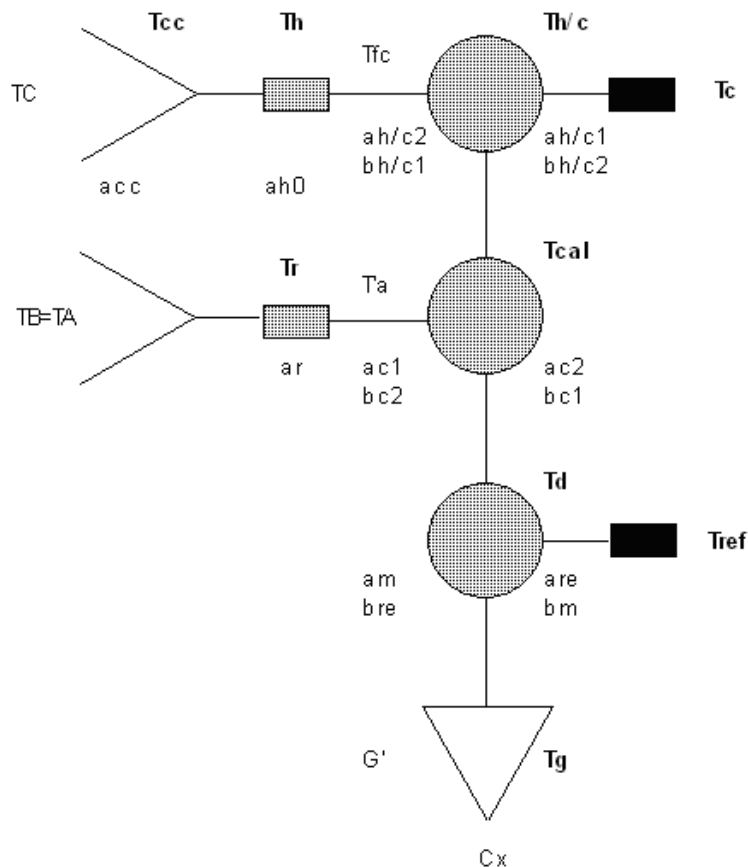 Tcc Th Th/c
Tfc
TC Tc
ah/c2 ah/c1
bh/c1 bh/c2
acc ah0
Tr Tcal
T'a
TB=TA
ar ac1 ac2
bc2 bc1
Td
Tref
am are
bre bm
G' Tg
Cx